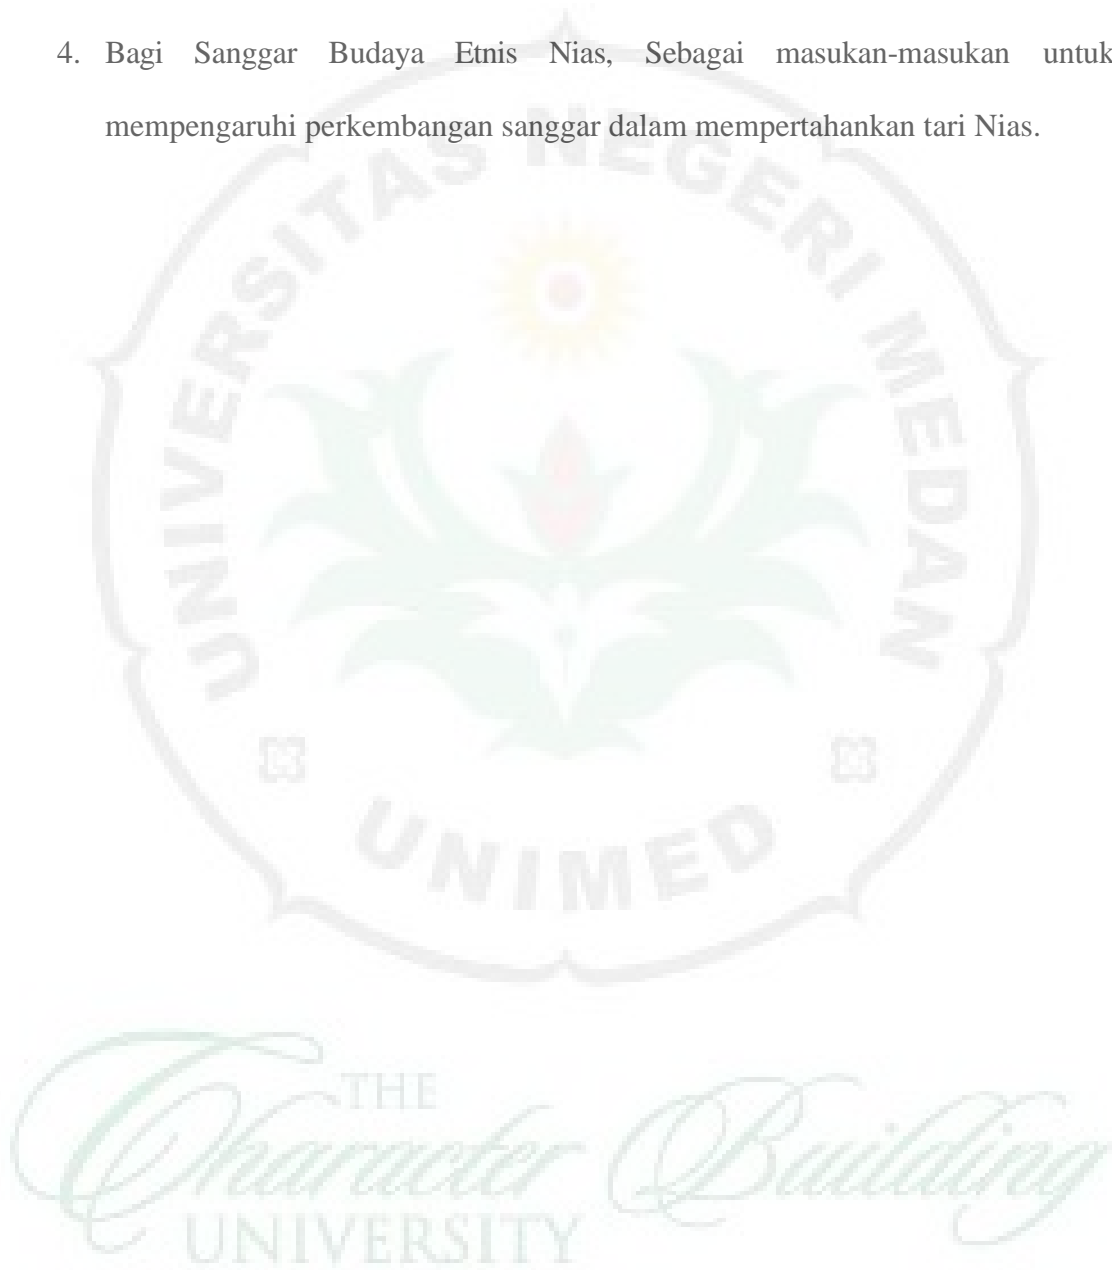 4. Bagi Sanggar Budaya Etnis Nias, Sebagai masukan-masukan untuk
mempengaruhi perkembangan sanggar dalam mempertahankan tari Nias.
UNIVERSITAS NEGERI MEDAN
UNIMED
THE
Character Building
UNIVERSITY